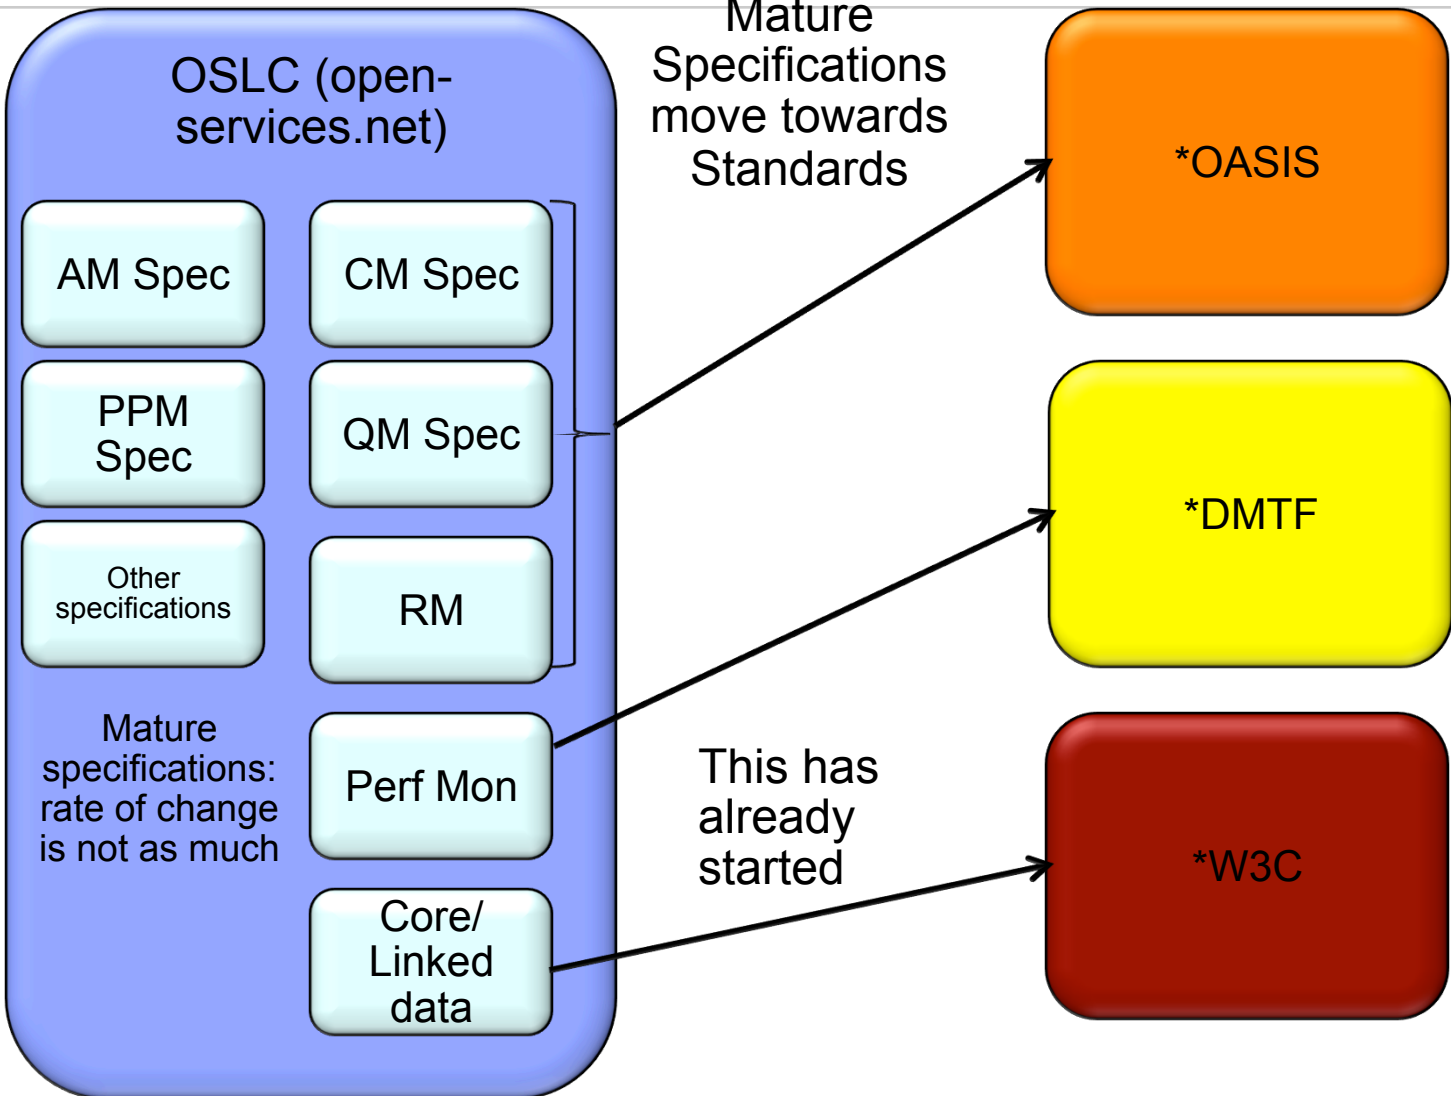 OSLC (open-
services.net)
AM Spec
CM Spec
PPM
Spec
QM Spec
Other
specifications
RM
Mature
specifications:
rate of change
is not as much
Perf Mon
Core/
Linked
data
Mature
Specifications
move towards
Standards
This has
already
started
*OASIS
*DMTF
*W3C